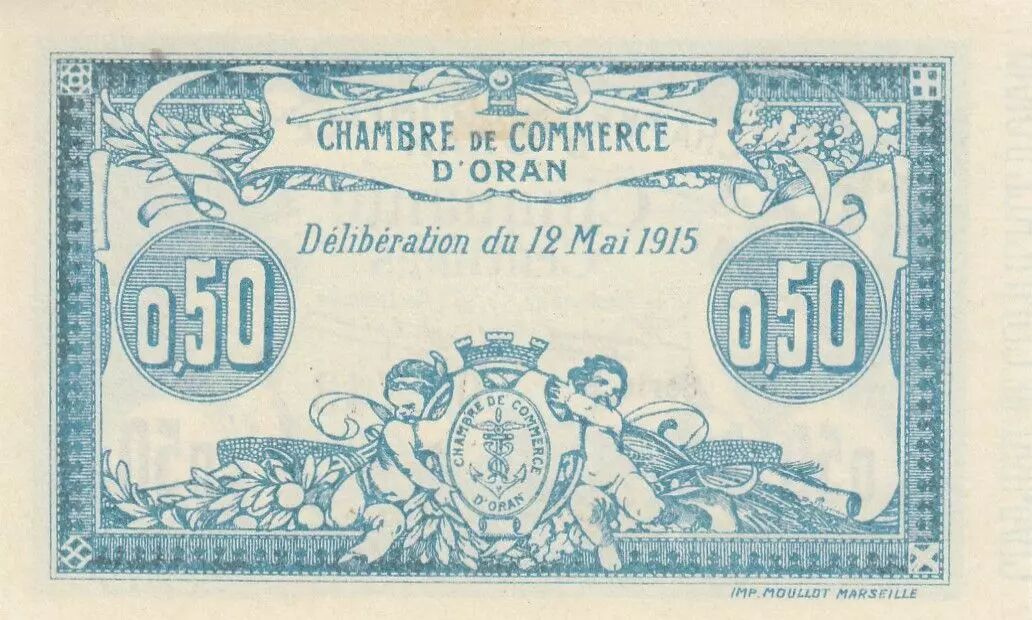 CHAMBRE DE COMMERCE
D'ORAN
Délibération du 12 Mai 1915
0,50
0,50
CHAMBRE DE COMMERCE
D'ORAN
IMP. MOULLOT MARSEILLE